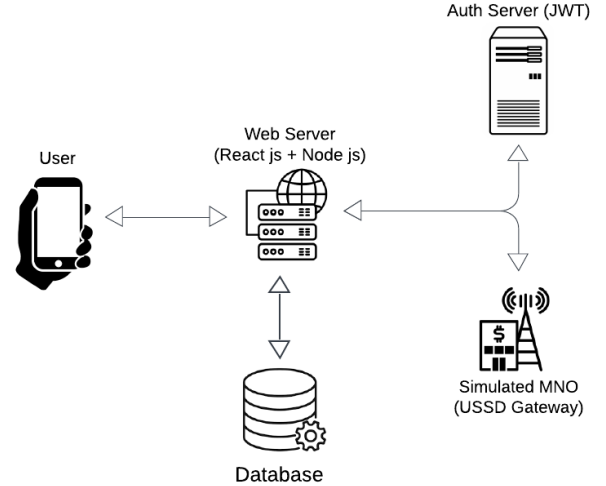 Auth Server (JWT)
Web Server
(React js + Node js)
User
$
Simulated MNO
(USSD Gateway)
Database